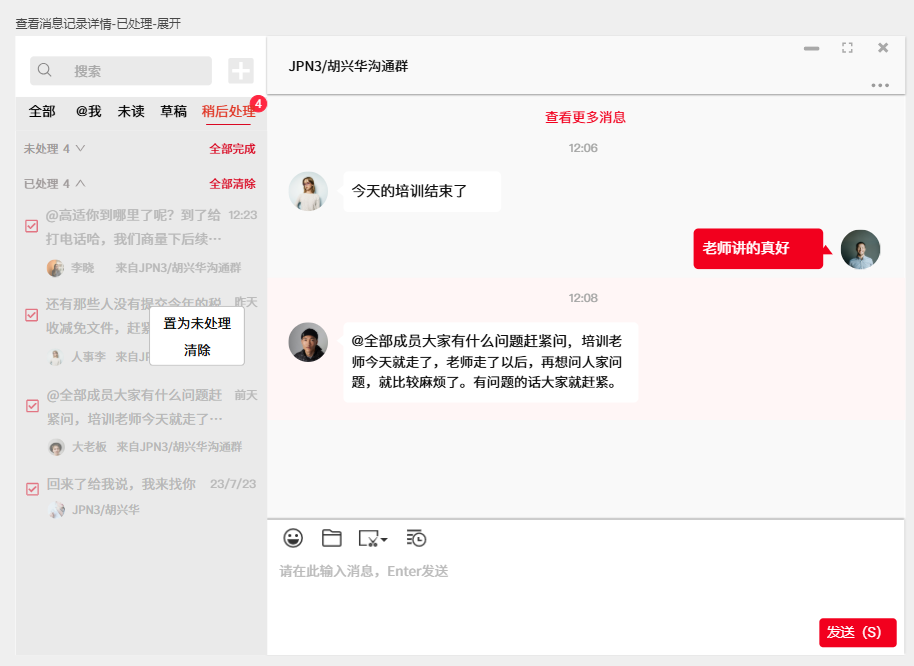 查看消息记录详情-已处理-展开
搜索
全部 @我 未读 草稿 稍后处理 4
未处理 4 全部完成
已处理 4 全部清除
@高适你到哪里了呢？到了给 12:23
打电话哈，我们商量下后续…
李晓 来自JPN3/胡兴华沟通群
还有那些人没有提交今年的税 昨天
收减免文件，赶紧
人事李 来自JP
置为未处理
清除
@全部成员大家有什么问题赶 前天
紧问，培训老师今天就走了…
大老板 来自JPN3/胡兴华沟通群
回来了给我说，我来找你 23/7/23
JPN3/胡兴华
JPN3/胡兴华沟通群
查看更多消息
12:06
今天的培训结束了
老师讲的真好
12:08
@全部成员大家有什么问题赶紧问，培训老
师今天就走了，老师走了以后，再想问人家问
题，就比较麻烦了。有问题的话大家就赶紧。
请在此输入消息，Enter发送
发送（S）